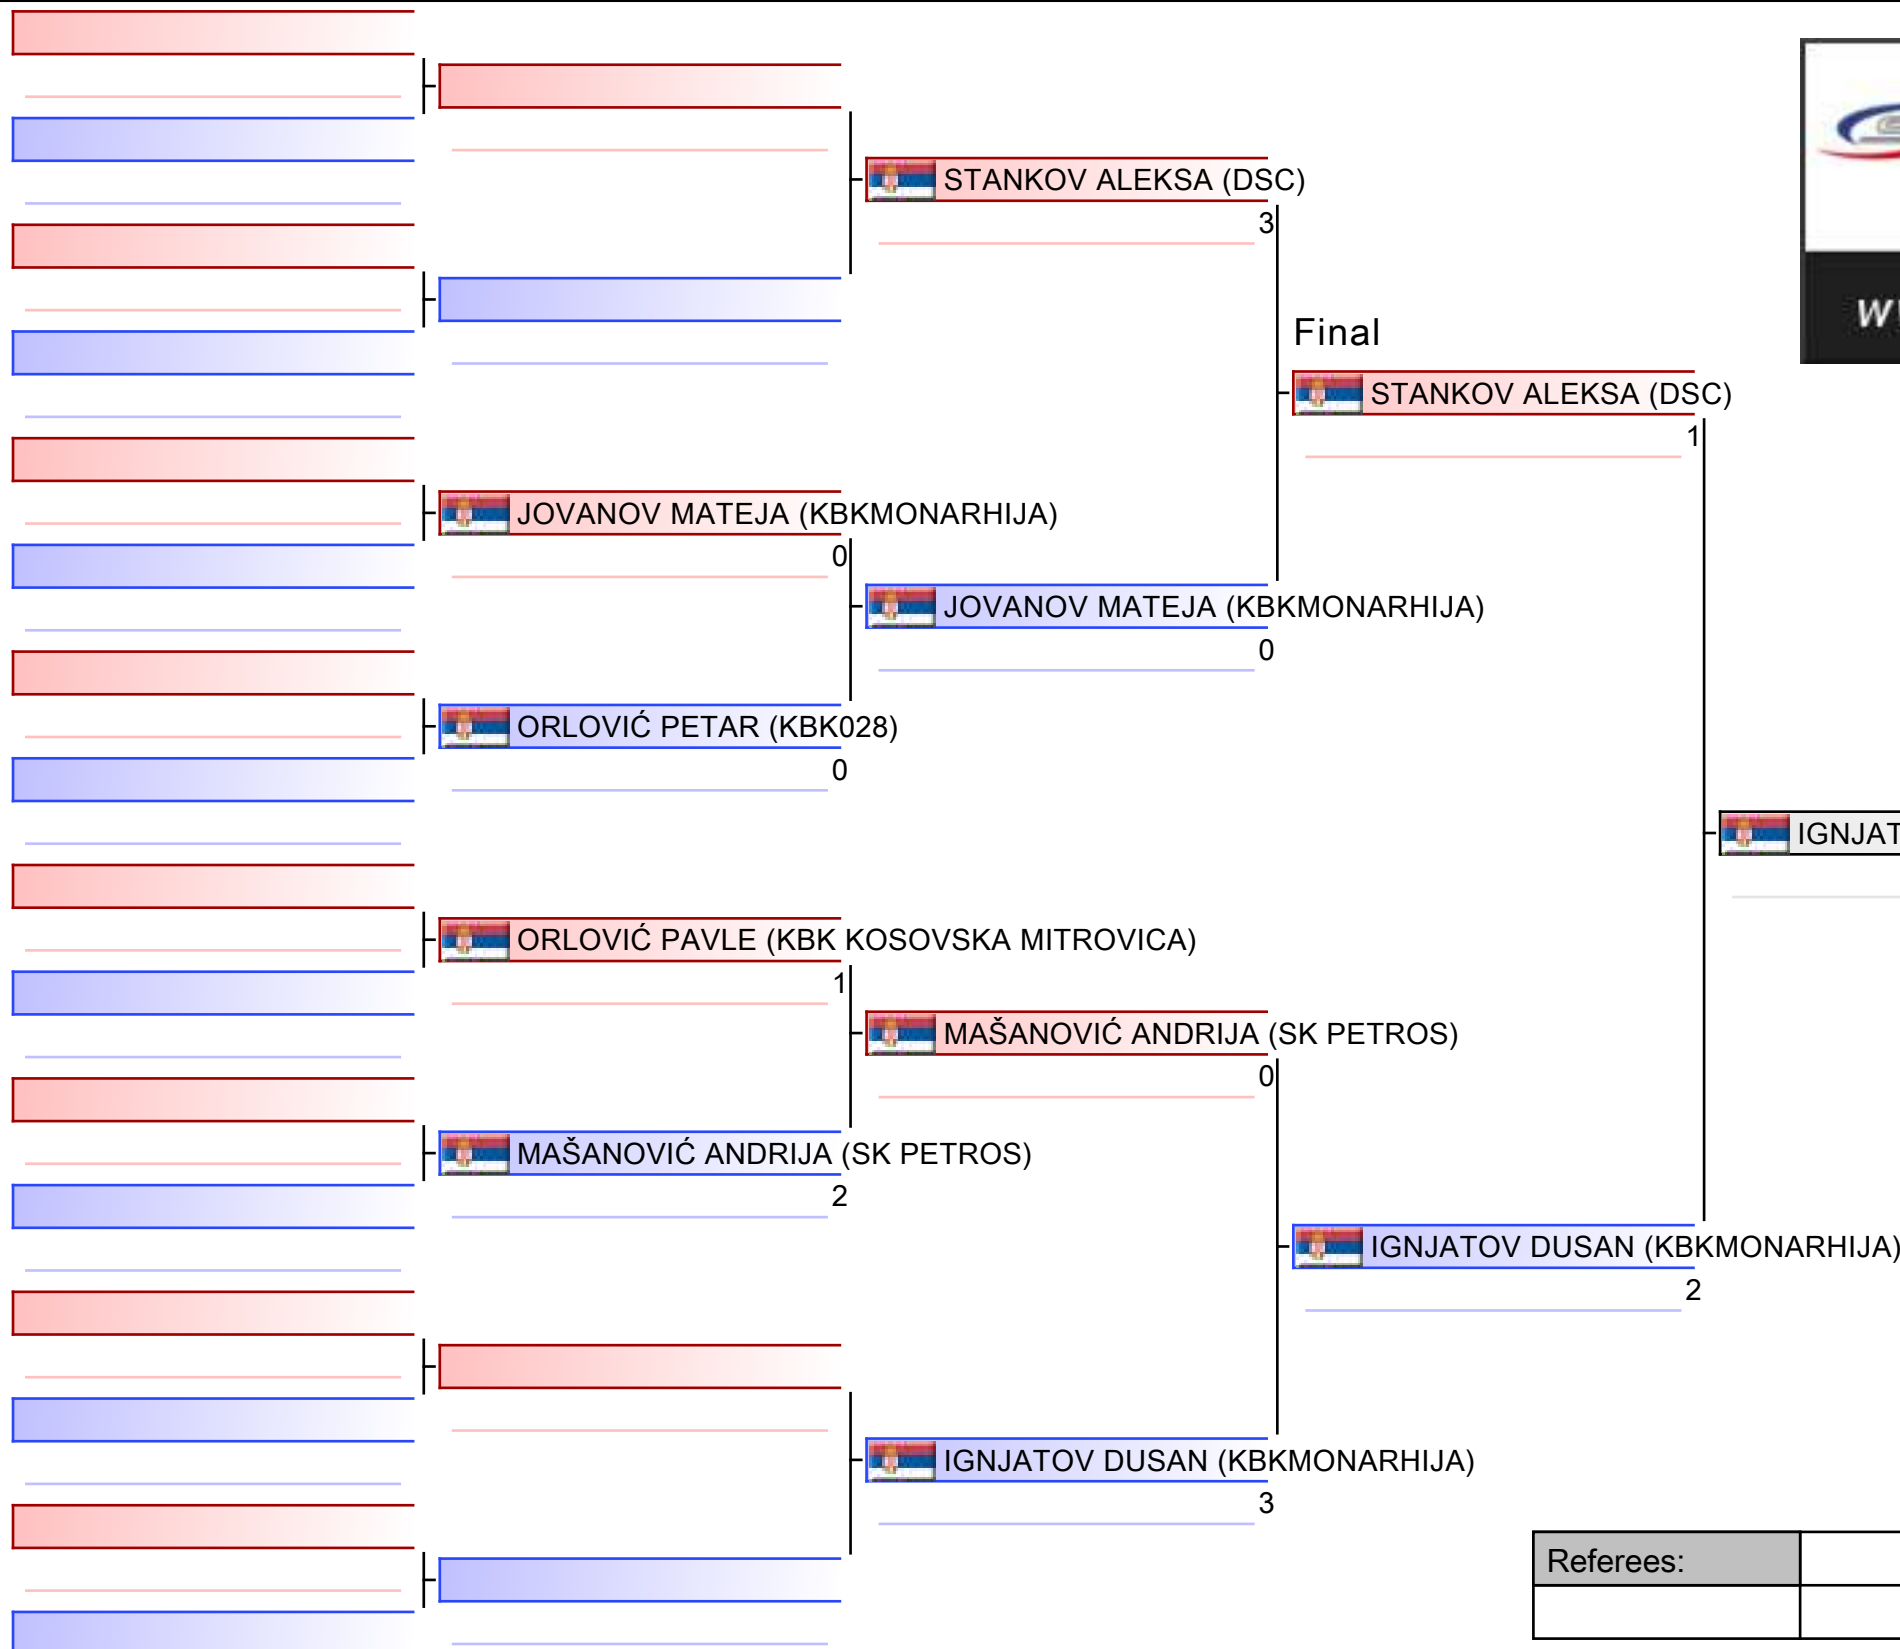 STANKOV ALEKSA (DSC)
3
Final
STANKOV ALEKSA (DSC)
1
JOVANOV MATEJA (KBKMONARHIJA)
0
JOVANOV MATEJA (KBKMONARHIJA)
0
ORLOVIĆ PETAR (KBK028)
0
IGNJAT
ORLOVIĆ PAVLE (KBK KOSOVSKA MITROVICA)
1
MAŠANOVIĆ ANDRIJA (SK PETROS)
0
MAŠANOVIĆ ANDRIJA (SK PETROS)
2
IGNJATOV DUSAN (KBKMONARHIJA)
2
IGNJATOV DUSAN (KBKMONARHIJA)
3
Referees: